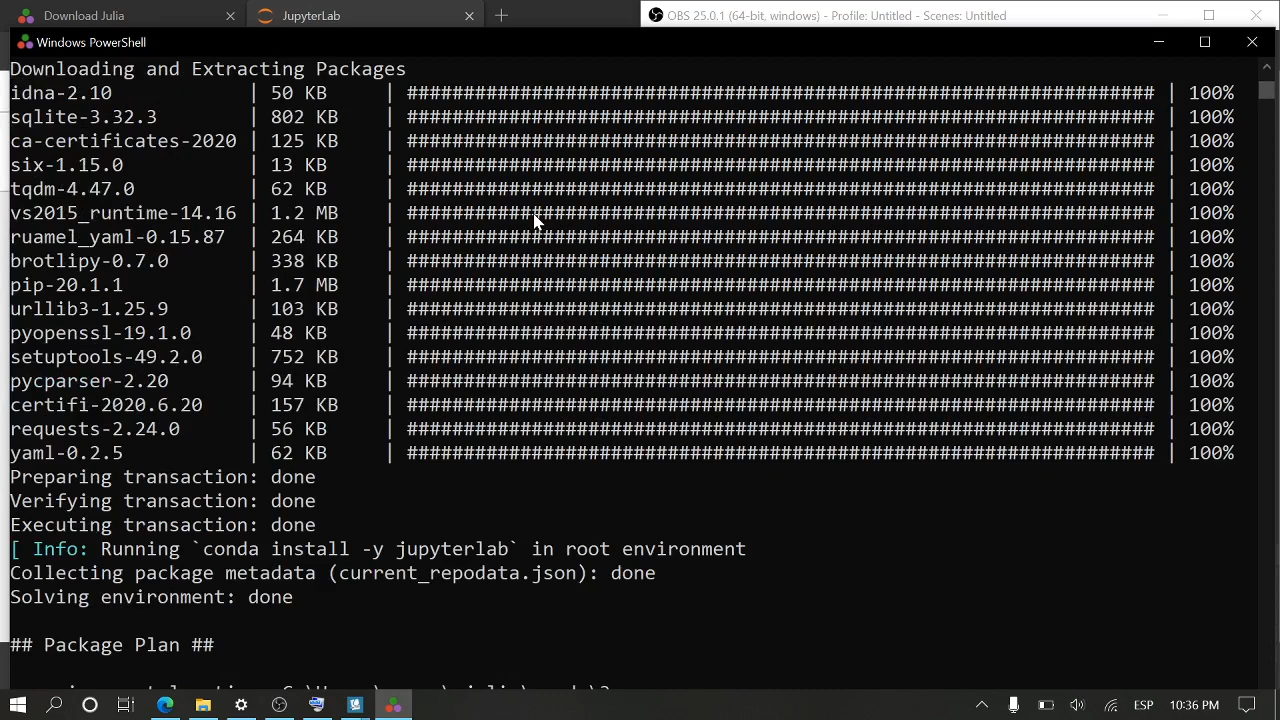 Download Julia
JupyterLab
OBS 25.0.1 (64-bit, windows) - Profile: Untitled - Scenes: Untitled
Windows PowerShell
Downloading and Extracting Packages
idna-2.10 | 50 KB | ################################################################## | 100%
sqlite-3.32.3 | 802 KB | ################################################################## | 100%
ca-certificates-2020 | 125 KB | ################################################################## | 100%
six-1.15.0 | 13 KB | ################################################################## | 100%
tqdm-4.47.0 | 62 KB | ################################################################## | 100%
vs2015_runtime-14.16 | 1.2 MB | ################################################################## | 100%
ruamel_yaml-0.15.87 | 264 KB | ################################################################## | 100%
brotlipy-0.7.0 | 338 KB | ################################################################## | 100%
pip-20.1.1 | 1.7 MB | ################################################################## | 100%
urllib3-1.25.9 | 103 KB | ################################################################## | 100%
pyopenssl-19.1.0 | 48 KB | ################################################################## | 100%
setuptools-49.2.0 | 752 KB | ################################################################## | 100%
pycparser-2.20 | 94 KB | ################################################################## | 100%
certifi-2020.6.20 | 157 KB | ################################################################## | 100%
requests-2.24.0 | 56 KB | ################################################################## | 100%
yaml-0.2.5 | 62 KB | ################################################################## | 100%
Preparing transaction: done
Verifying transaction: done
Executing transaction: done
[ Info: Running `conda install -y jupyterlab` in root environment
Collecting package metadata (current_repodata.json): done
Solving environment: done
## Package Plan ##
ESP
10:36 PM